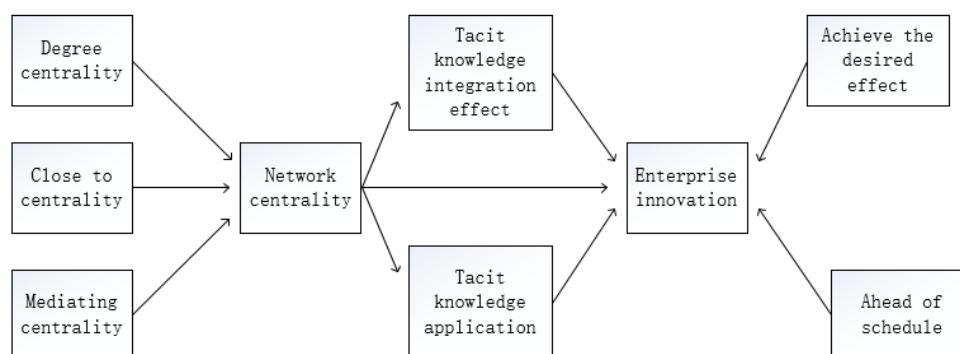 Degree
centrality
Close to
centrality
Mediating
centrality
Network
centrality
Tacit
knowledge
integration
effect
Tacit
knowledge
application
Enterprise
innovation
Achieve the
desired
effect
Ahead of
schedule